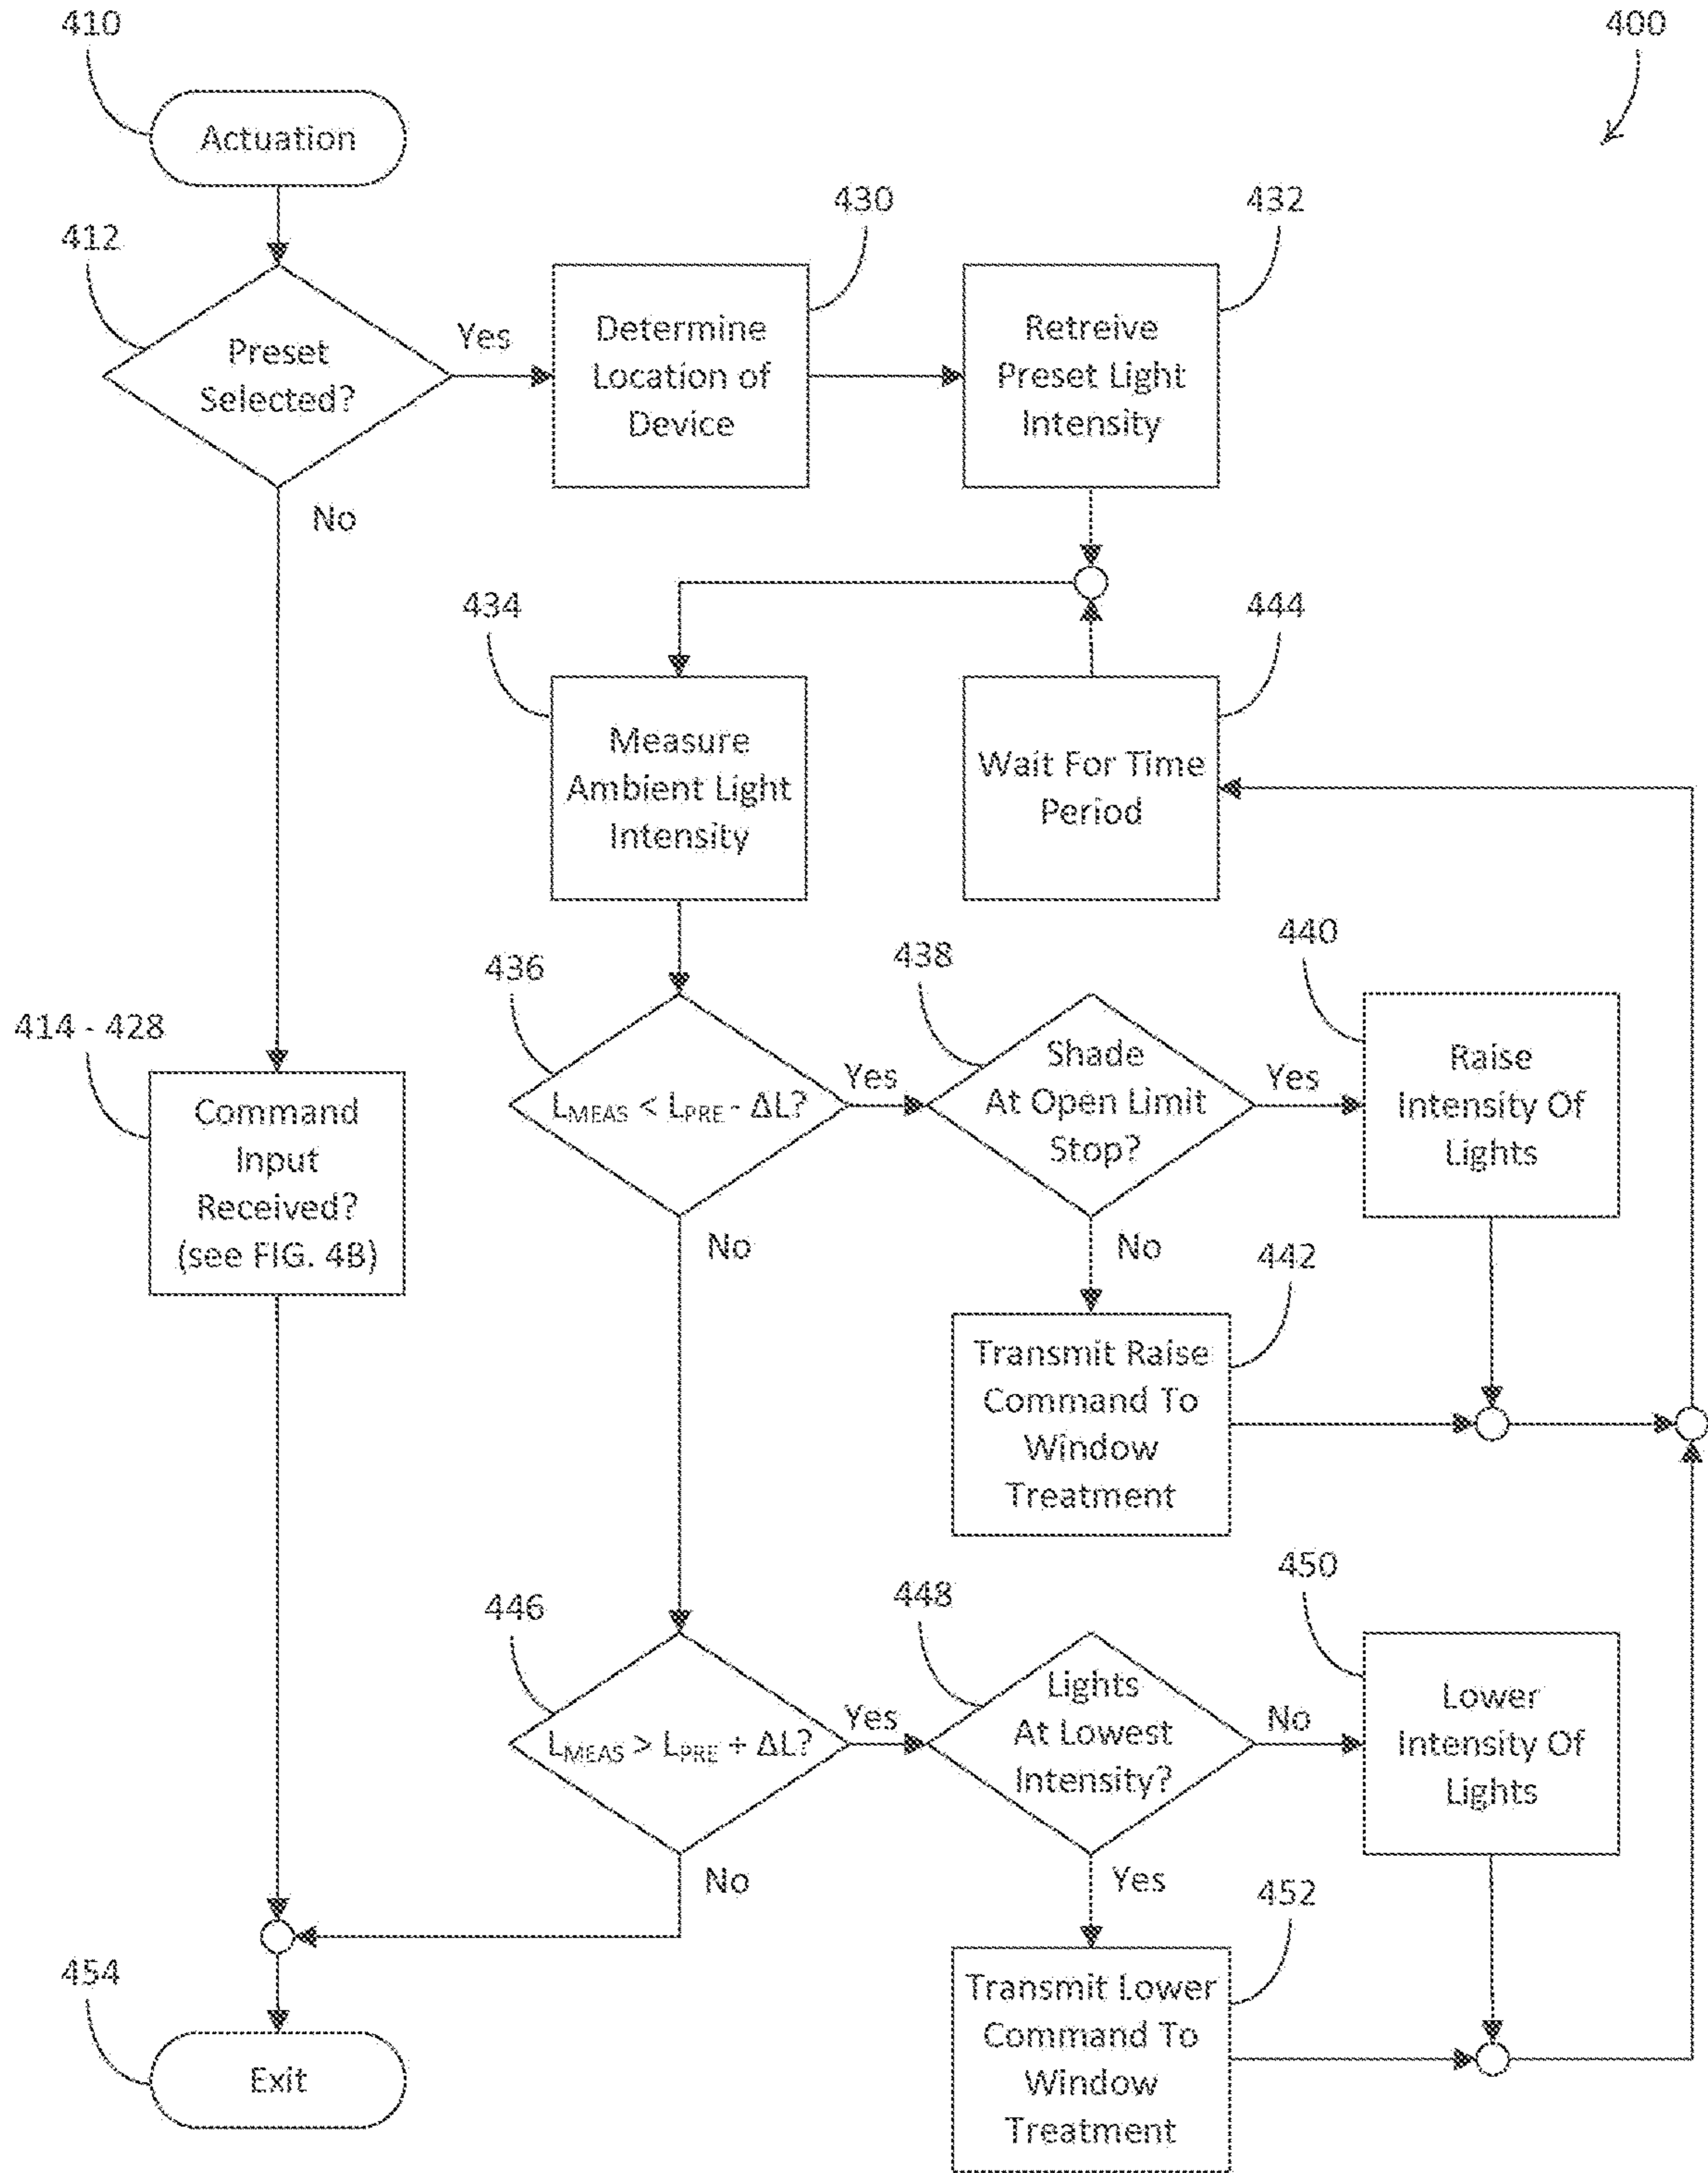 410
400
Actuation
412
430
432
Preset
Selected?
Yes
Determine
Location of
Device
Retreive
Preset Light
Intensity
No
434
444
Measure
Ambient Light
Intensity
Wait For Time
Period
414 - 428
Command
Input
Received?
(see FIG. 4B)
436
438
440
LMEAS < LPRE - ΔL?
Yes
Shade
At Open Limit
Stop?
Yes
Raise
Intensity Of
Lights
No
No
442
Transmit Raise
Command To
Window
Treatment
446
448
450
LMEAS > LPRE + ΔL?
Yes
Lights
At Lowest
Intensity?
No
Lower
Intensity Of
Lights
No
Yes
452
Transmit Lower
Command To
Window
Treatment
454
Exit